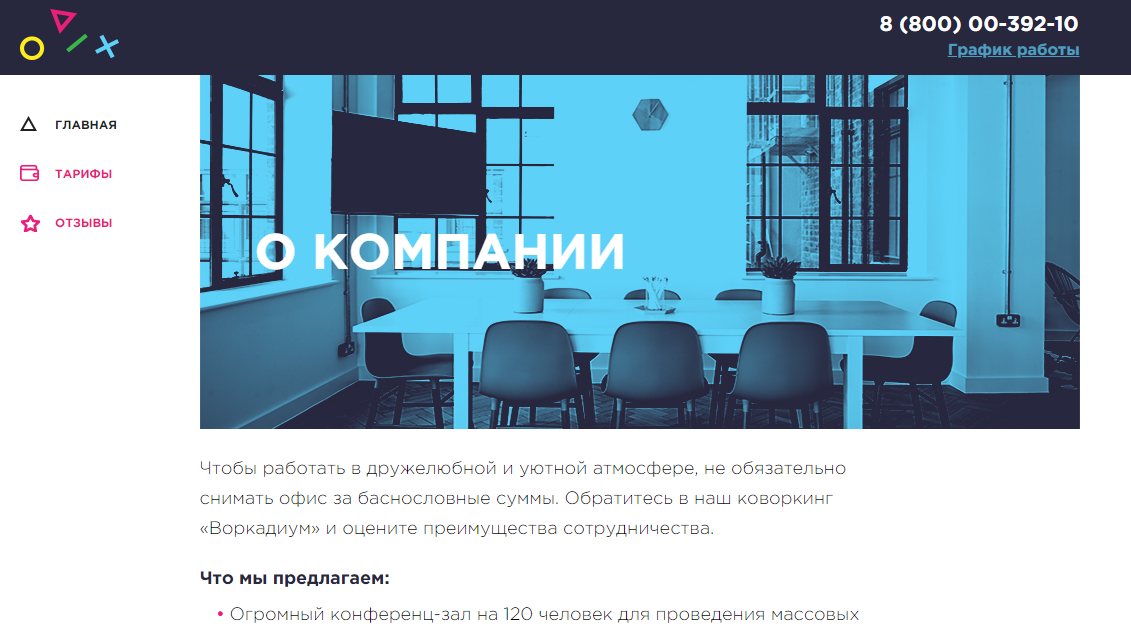 8 (800) 00-392-10
График работы
ГЛАВНАЯ
ТАРИФЫ
ОТЗЫВЫ
О КОМПАНИИ
Чтобы работать в дружелюбной и уютной атмосфере, не обязательно
снимать офис за баснословные суммы. Обратитесь в наш коворкинг
«Воркадиум» и оцените преимущества сотрудничества.
Что мы предлагаем:
• Огромный конференц-зал на 120 человек для проведения массовых